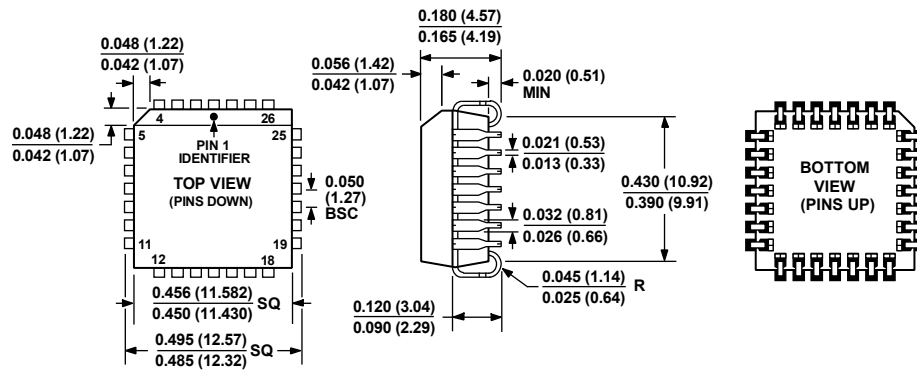 0.180 (4.57)
0.165 (4.19)
0.048 (1.22)
0.042 (1.07)
0.056 (1.42)
0.042 (1.07)
0.020 (0.51)
MIN
0.048 (1.22)
0.042 (1.07)
4
26
5
25
PIN 1
IDENTIFIER
TOP VIEW
(PINS DOWN)
0.050
(1.27)
BSC
11
19
12
18
0.021 (0.53)
0.013 (0.33)
0.032 (0.81)
0.026 (0.66)
0.430 (10.92)
0.390 (9.91)
BOTTOM
VIEW
(PINS UP)
0.456 (11.582)
0.450 (11.430)
SQ
0.495 (12.57)
0.485 (12.32)
SQ
0.120 (3.04)
0.090 (2.29)
0.045 (1.14)
0.025 (0.64)
R